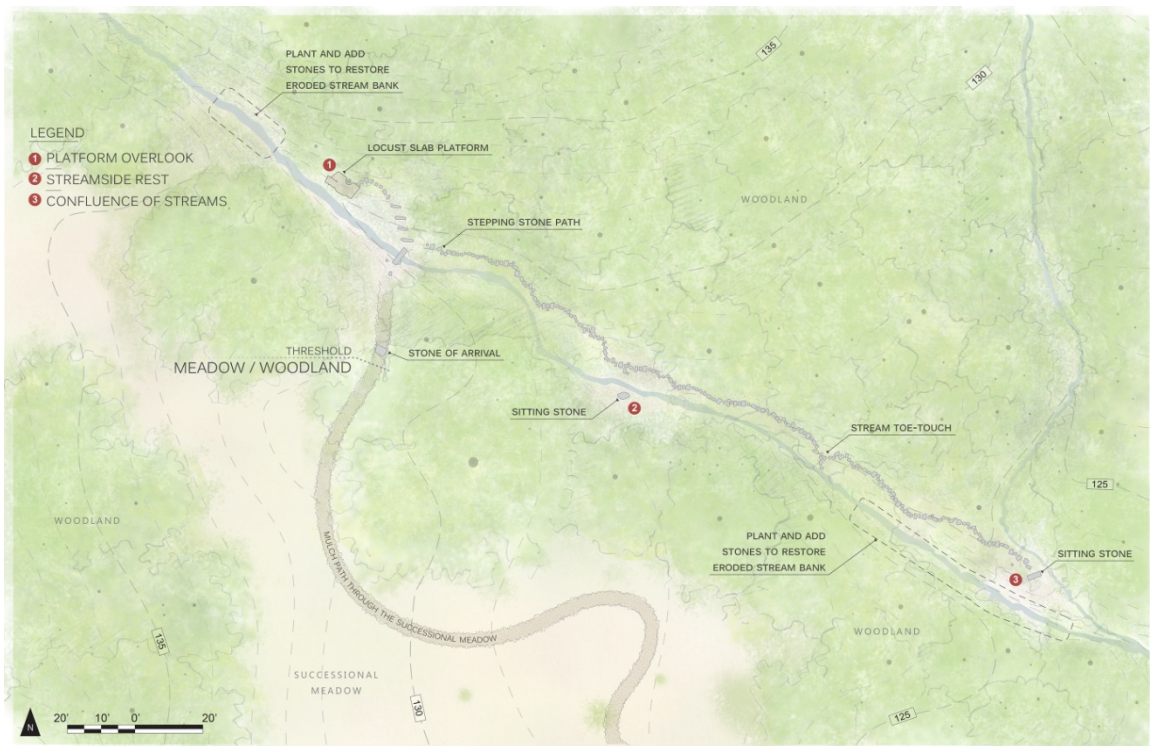 PLANT AND ADD
STONES TO RESTORE
ERODED STREAM BANK
135
130
LEGEND
1 PLATFORM OVERLOOK
2 STREAMSIDE REST
3 CONFLUENCE OF STREAMS
1
LOCUST SLAB PLATFORM
WOODLAND
STEPPING STONE PATH
THRESHOLD
MEADOW / WOODLAND
STONE OF ARRIVAL
SITTING STONE
2
STREAM TOE-TOUCH
125
WOODLAND
PLANT AND ADD
STONES TO RESTORE
ERODED STREAM BANK
SITTING STONE
3
MULCH PATH THROUGH THE SUCCESSIONAL MEADOW
WOODLAND
135
SUCCESSIONAL
MEADOW
130
125
N
20' 10' 0' 20'